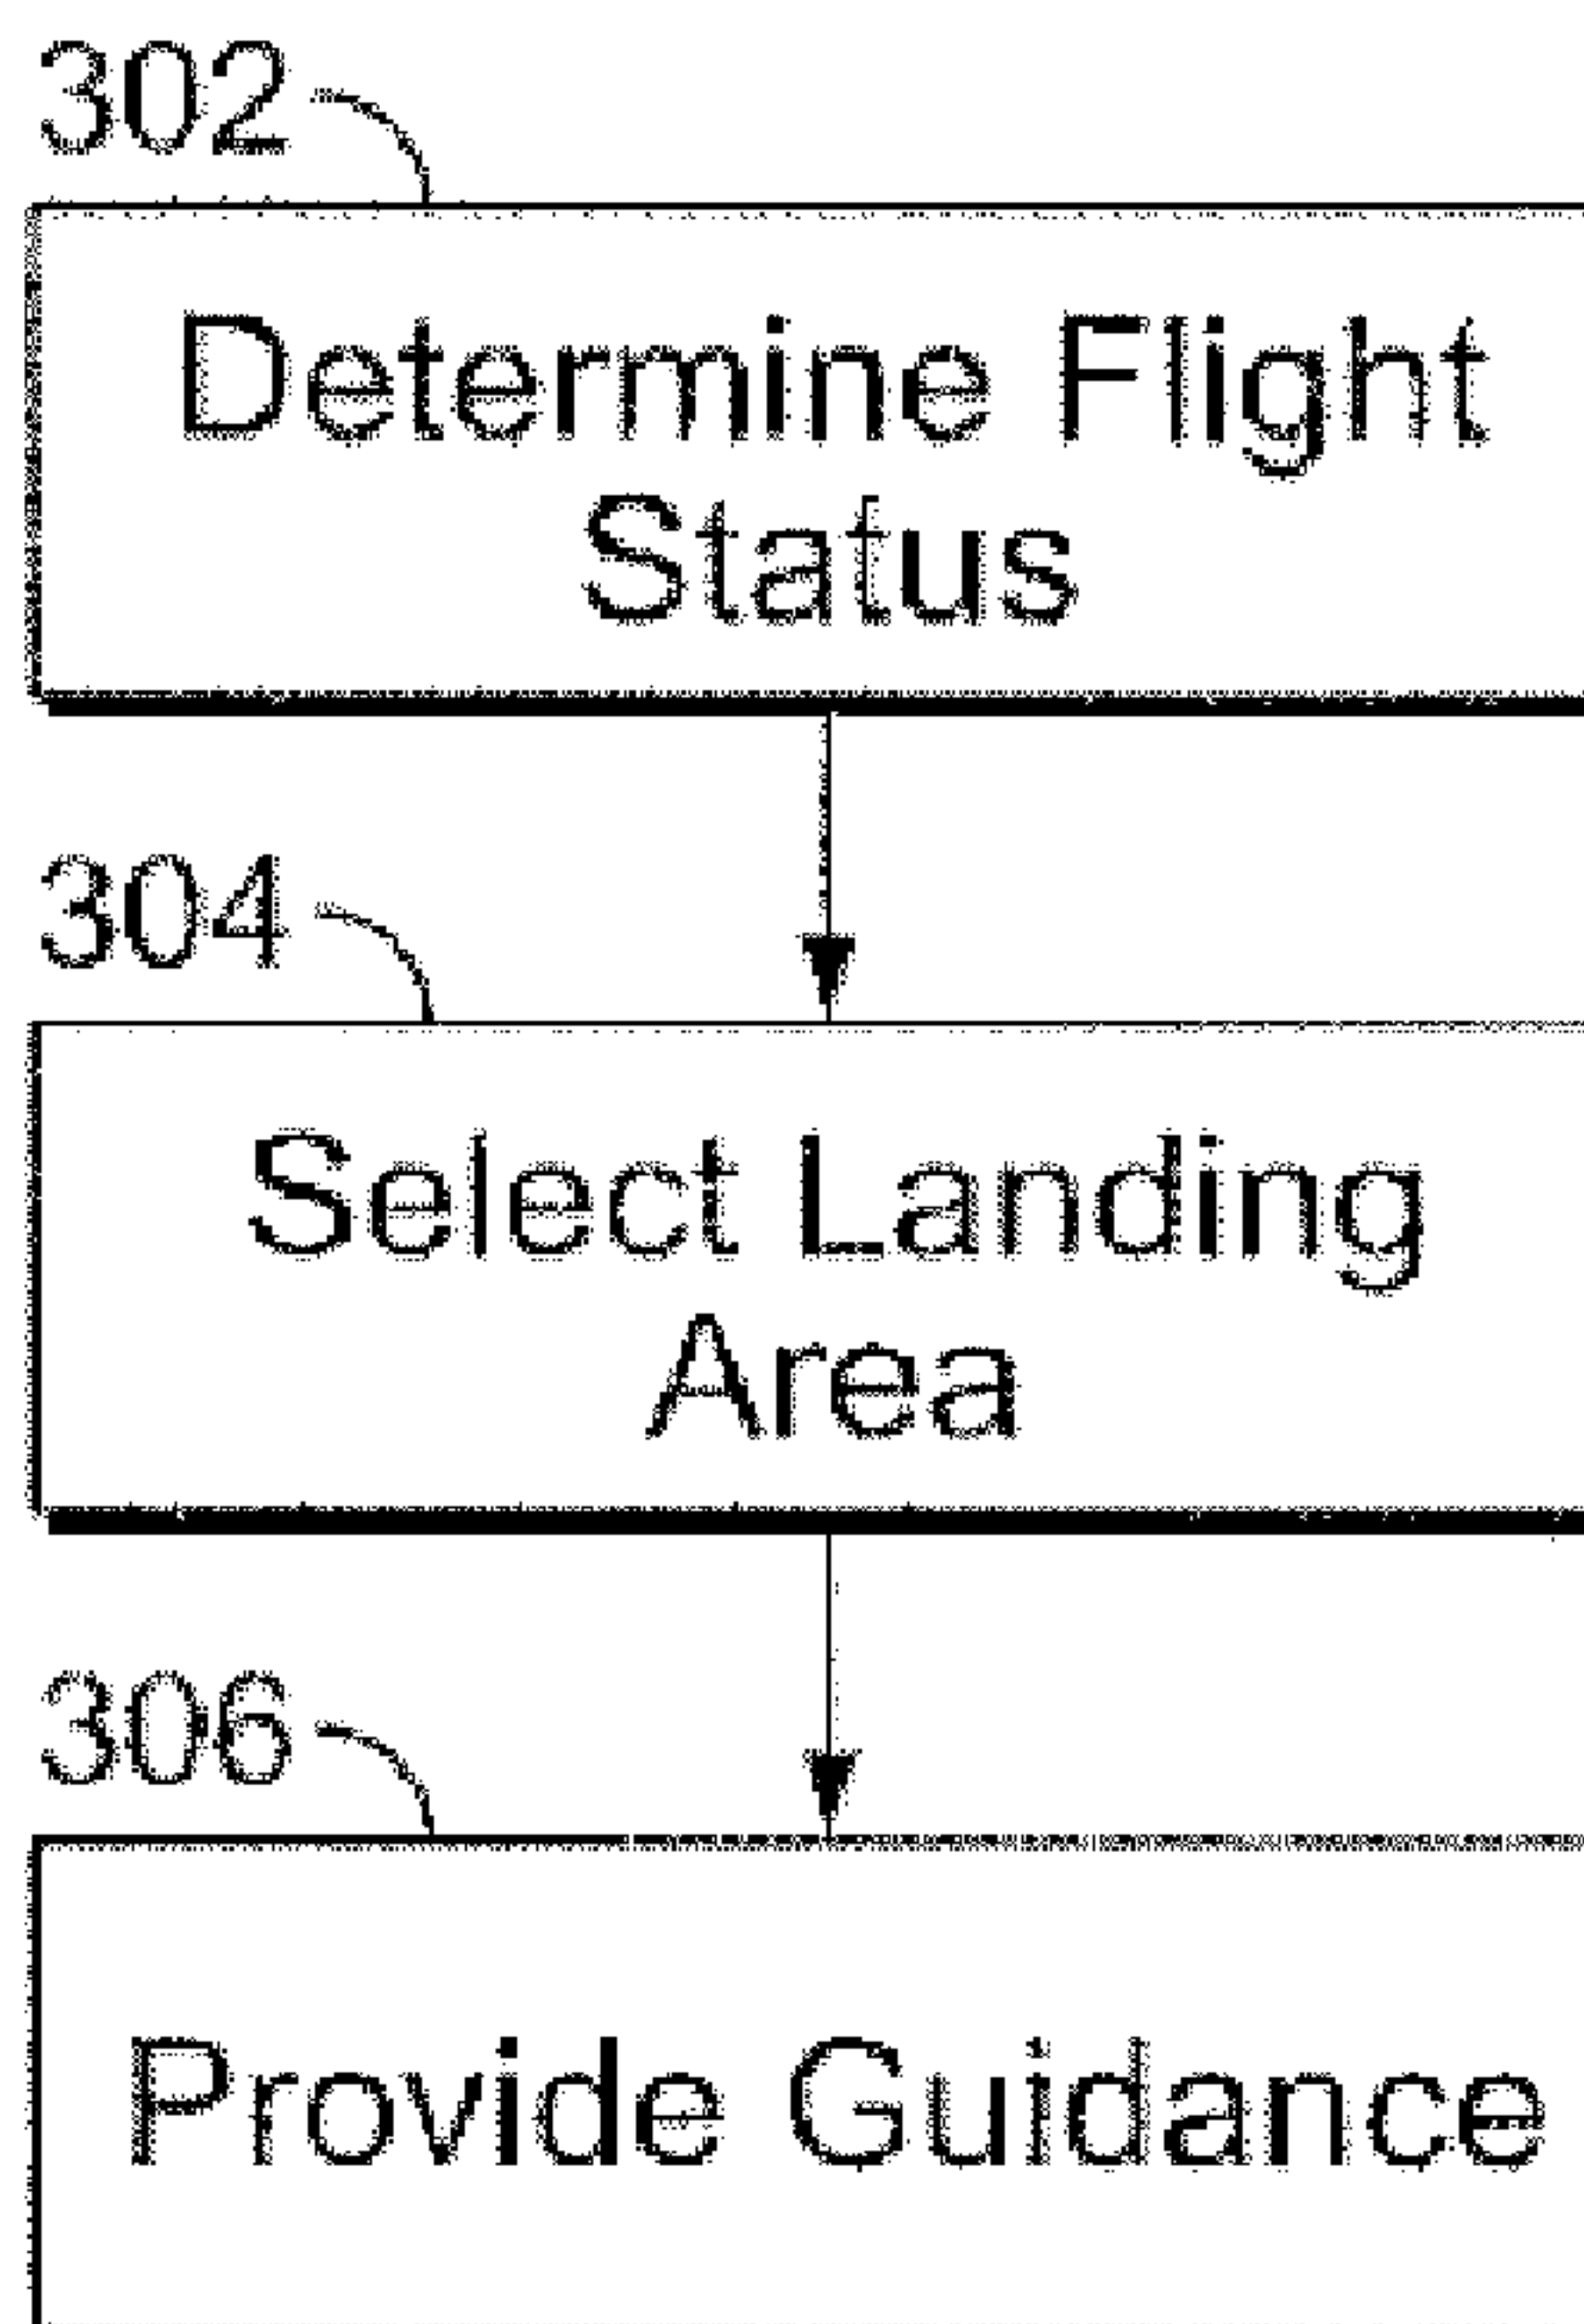 302
Determine Flight
Status
304
Select Landing
Area
306
Provide Guidance